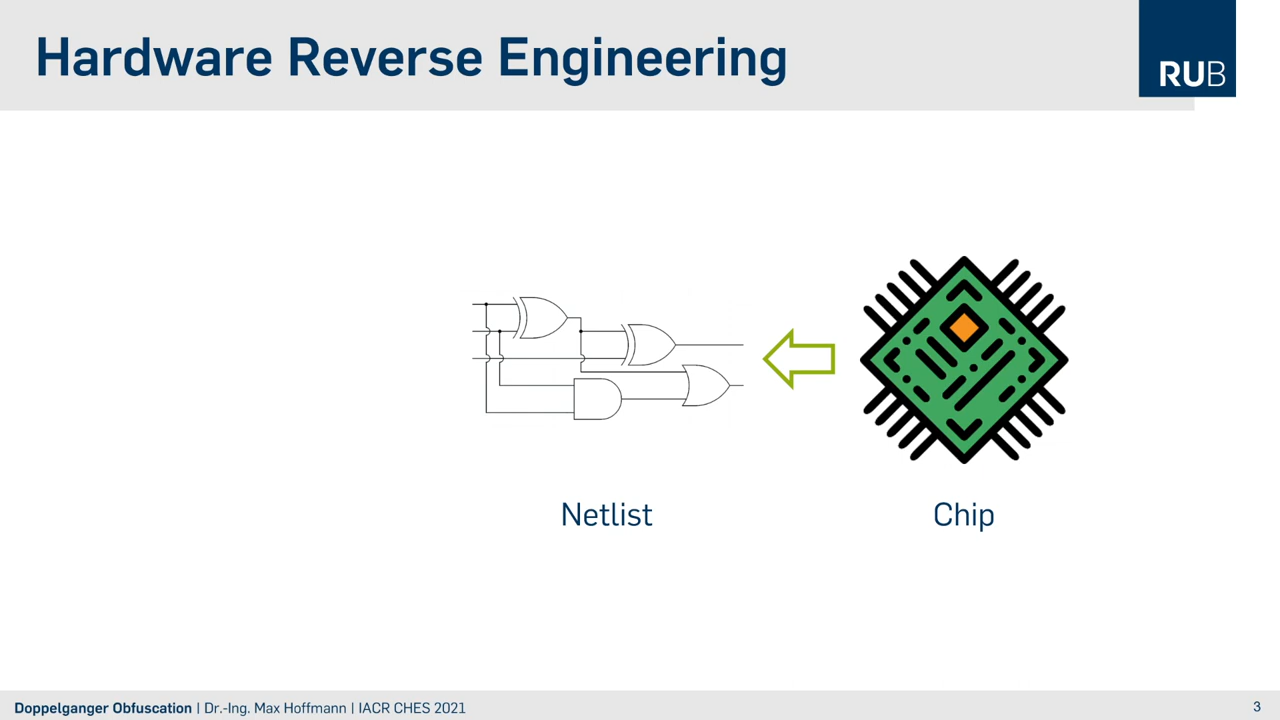 Hardware Reverse Engineering
RUB
Netlist
Chip
Doppelganger Obfuscation | Dr.-Ing. Max Hoffmann | IACR CHES 2021
3